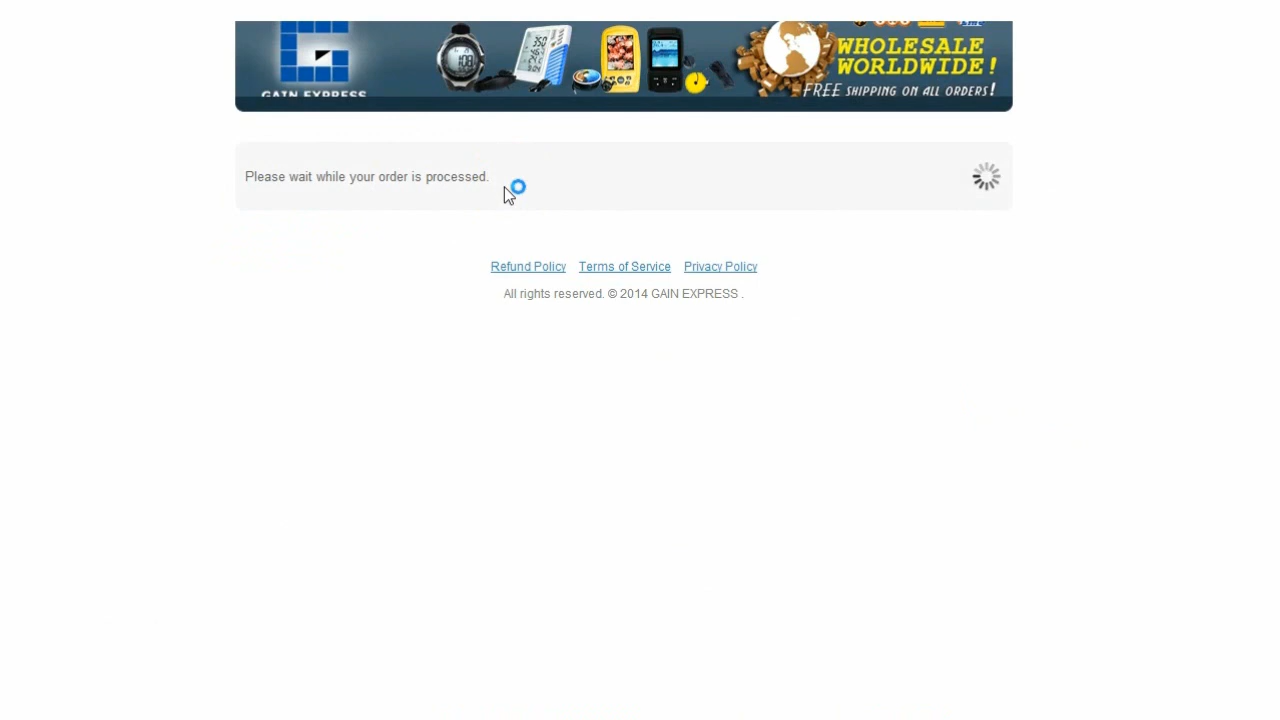 GAIN EXPRESS
WHOLESALE
WORLDWIDE!
FREE SHIPPING ON ALL ORDERS!
Please wait while your order is processed.
Refund Policy Terms of Service Privacy Policy
All rights reserved. © 2014 GAIN EXPRESS .